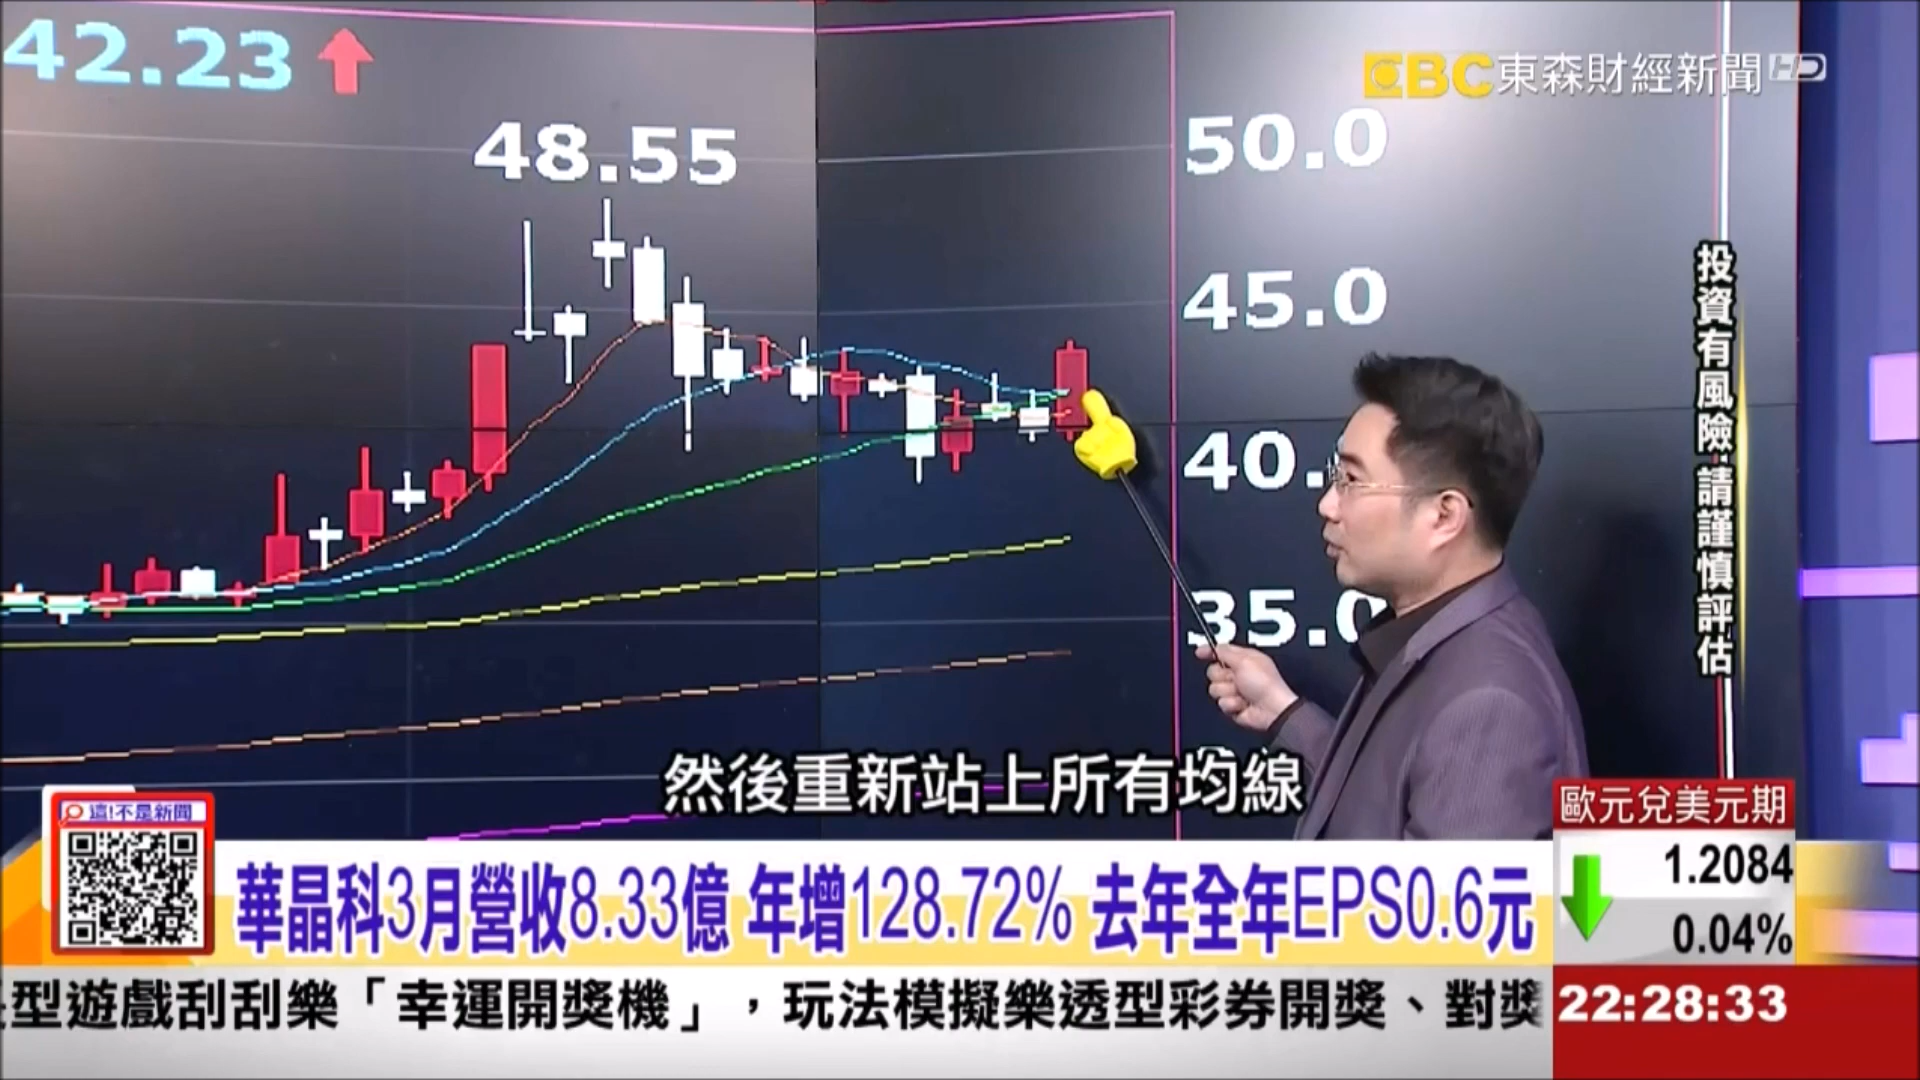 42.23
EBC東森財經新聞HD
48.55
50.0
45.0
40.
35.0
投資有風險 請謹慎評估
然後重新站上所有均線
這!不是新聞
華晶科3月營收8.33億 年增128.72% 去年全年EPS0.6元
歐元兌美元期
1.2084
0.04%
型遊戲刮刮樂「幸運開獎機」，玩法模擬樂透型彩券開獎、對獎
22:28:33